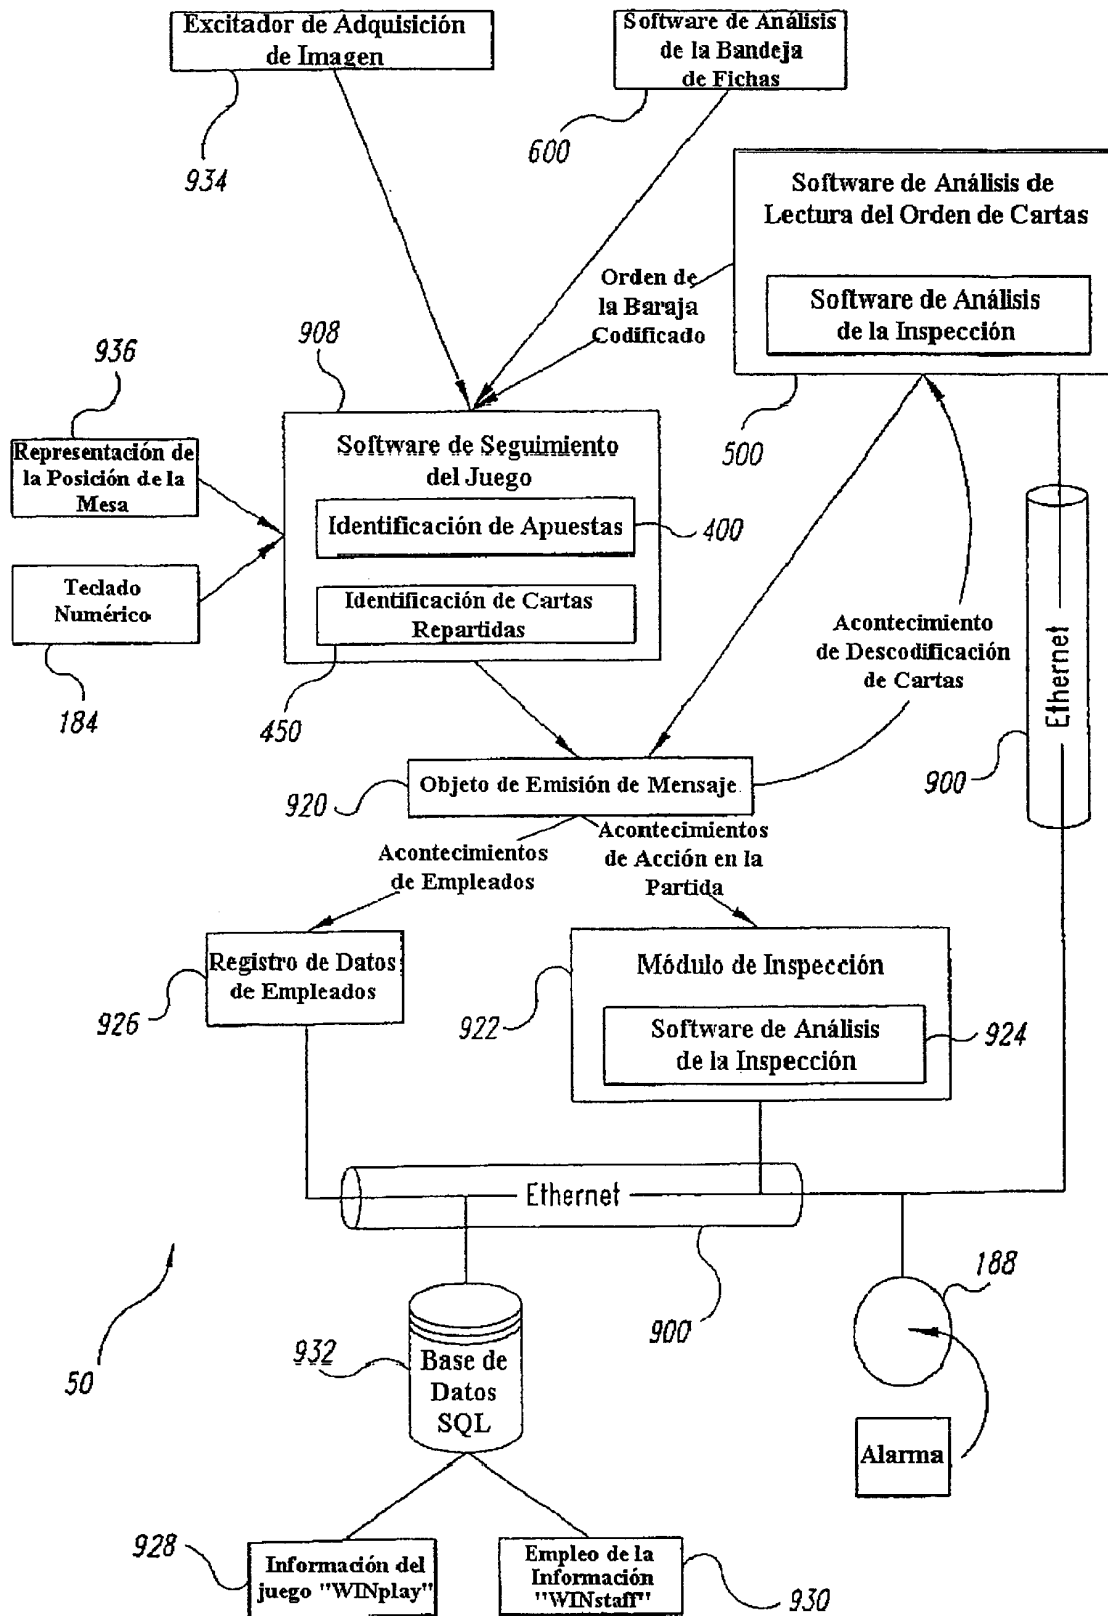 Excitador de Adquisición
de Imagen
934
Software de Análisis
de la Bandeja
de Fichas
600
Software de Análisis de
Lectura del Orden de Cartas
Software de Análisis
de la Inspección
500
Orden de
la Baraja
Codificado
936
Representación de
la Posición de la
Mesa
Teclado
Numérico
184
908
Software de Seguimiento
del Juego
Identificación de Apuestas
400
Identificación de Cartas
Repartidas
450
Acontecimiento
de Descodificación
de Cartas
Ethernet
900
920
Objeto de Emisión de Mensaje
Acontecimientos
de Empleados
Acontecimientos
de Acción en la
Partida
Registro de Datos
de Empleados
926
Módulo de Inspección
922
Software de Análisis
de la Inspección
924
Ethernet
900
188
Alarma
50
932
Base de
Datos
SQL
928
Información del
juego "WINplay"
Empleo de la
Información
"WINstaff"
930